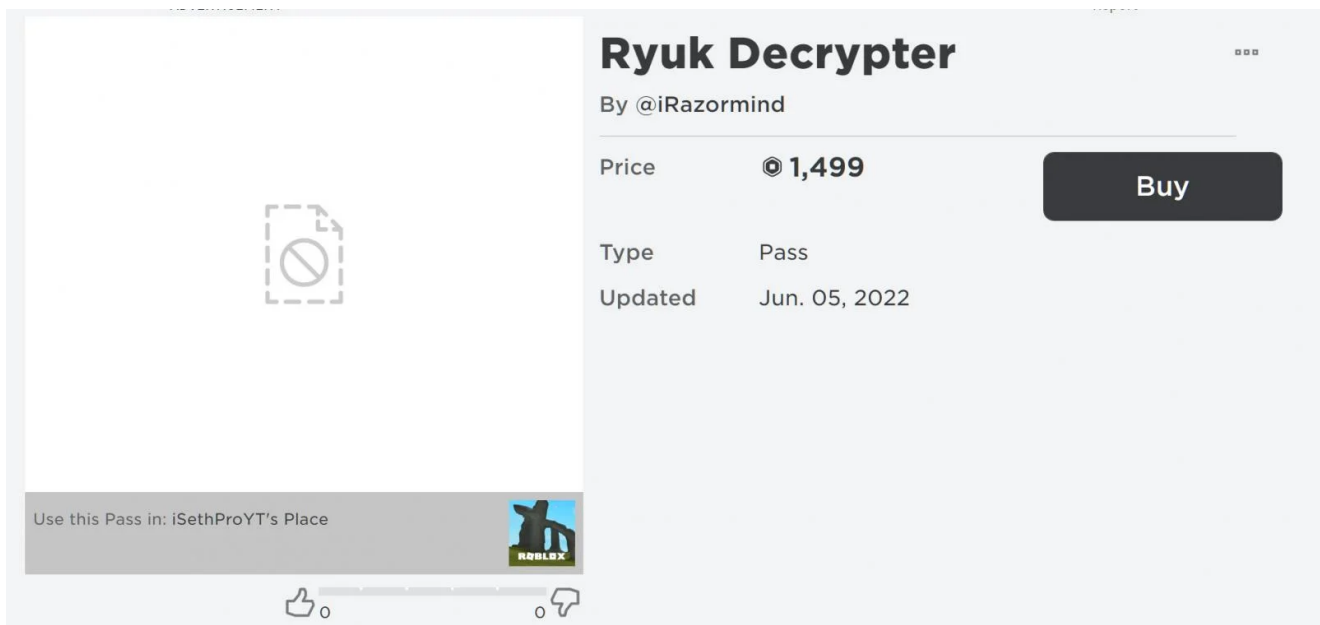 Ryuk Decrypter
By @iRazormind
Price 1,499
Buy
Type Pass
Updated Jun. 05, 2022
Use this Pass in: iSethProYT's Place
ROBLOX
0 0